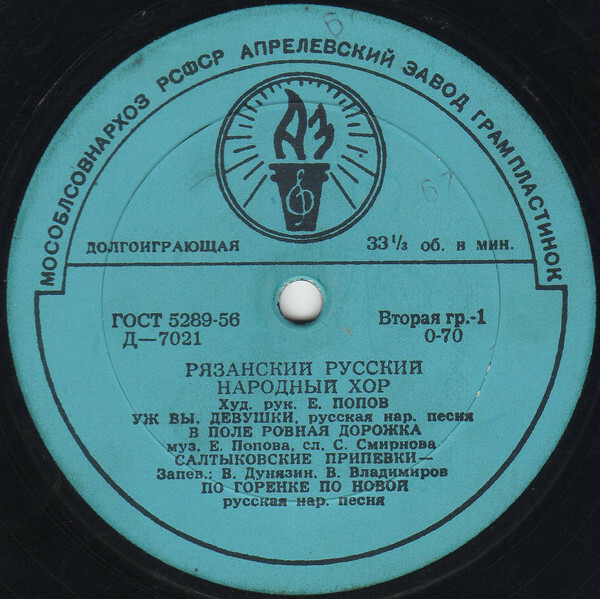 МОСОБЛСОВНАРХОЗ РСФСР АПРЕЛЕВСКИЙ ЗАВОД ГРАМПЛАСТИНОК
АЗ
ДОЛГОИГРАЮЩАЯ 33⅓ об. в мин.
ГОСТ 5289-56 Вторая гр.-1
Д—7021 0-70
РЯЗАНСКИЙ РУССКИЙ
НАРОДНЫЙ ХОР
Худ. рук. Е. ПОПОВ
УЖ ВЫ, ДЕВУШКИ, русская нар. песня
В ПОЛЕ РОВНАЯ ДОРОЖКА
муз. Е. Попова, сл. С. Смирнова
САЛТЫКОВСКИЕ ПРИПЕВКИ—
Запев.: В. Дунязин, В. Владимиров
ПО ГОРЕНКЕ ПО НОВОЙ
русская нар. песня